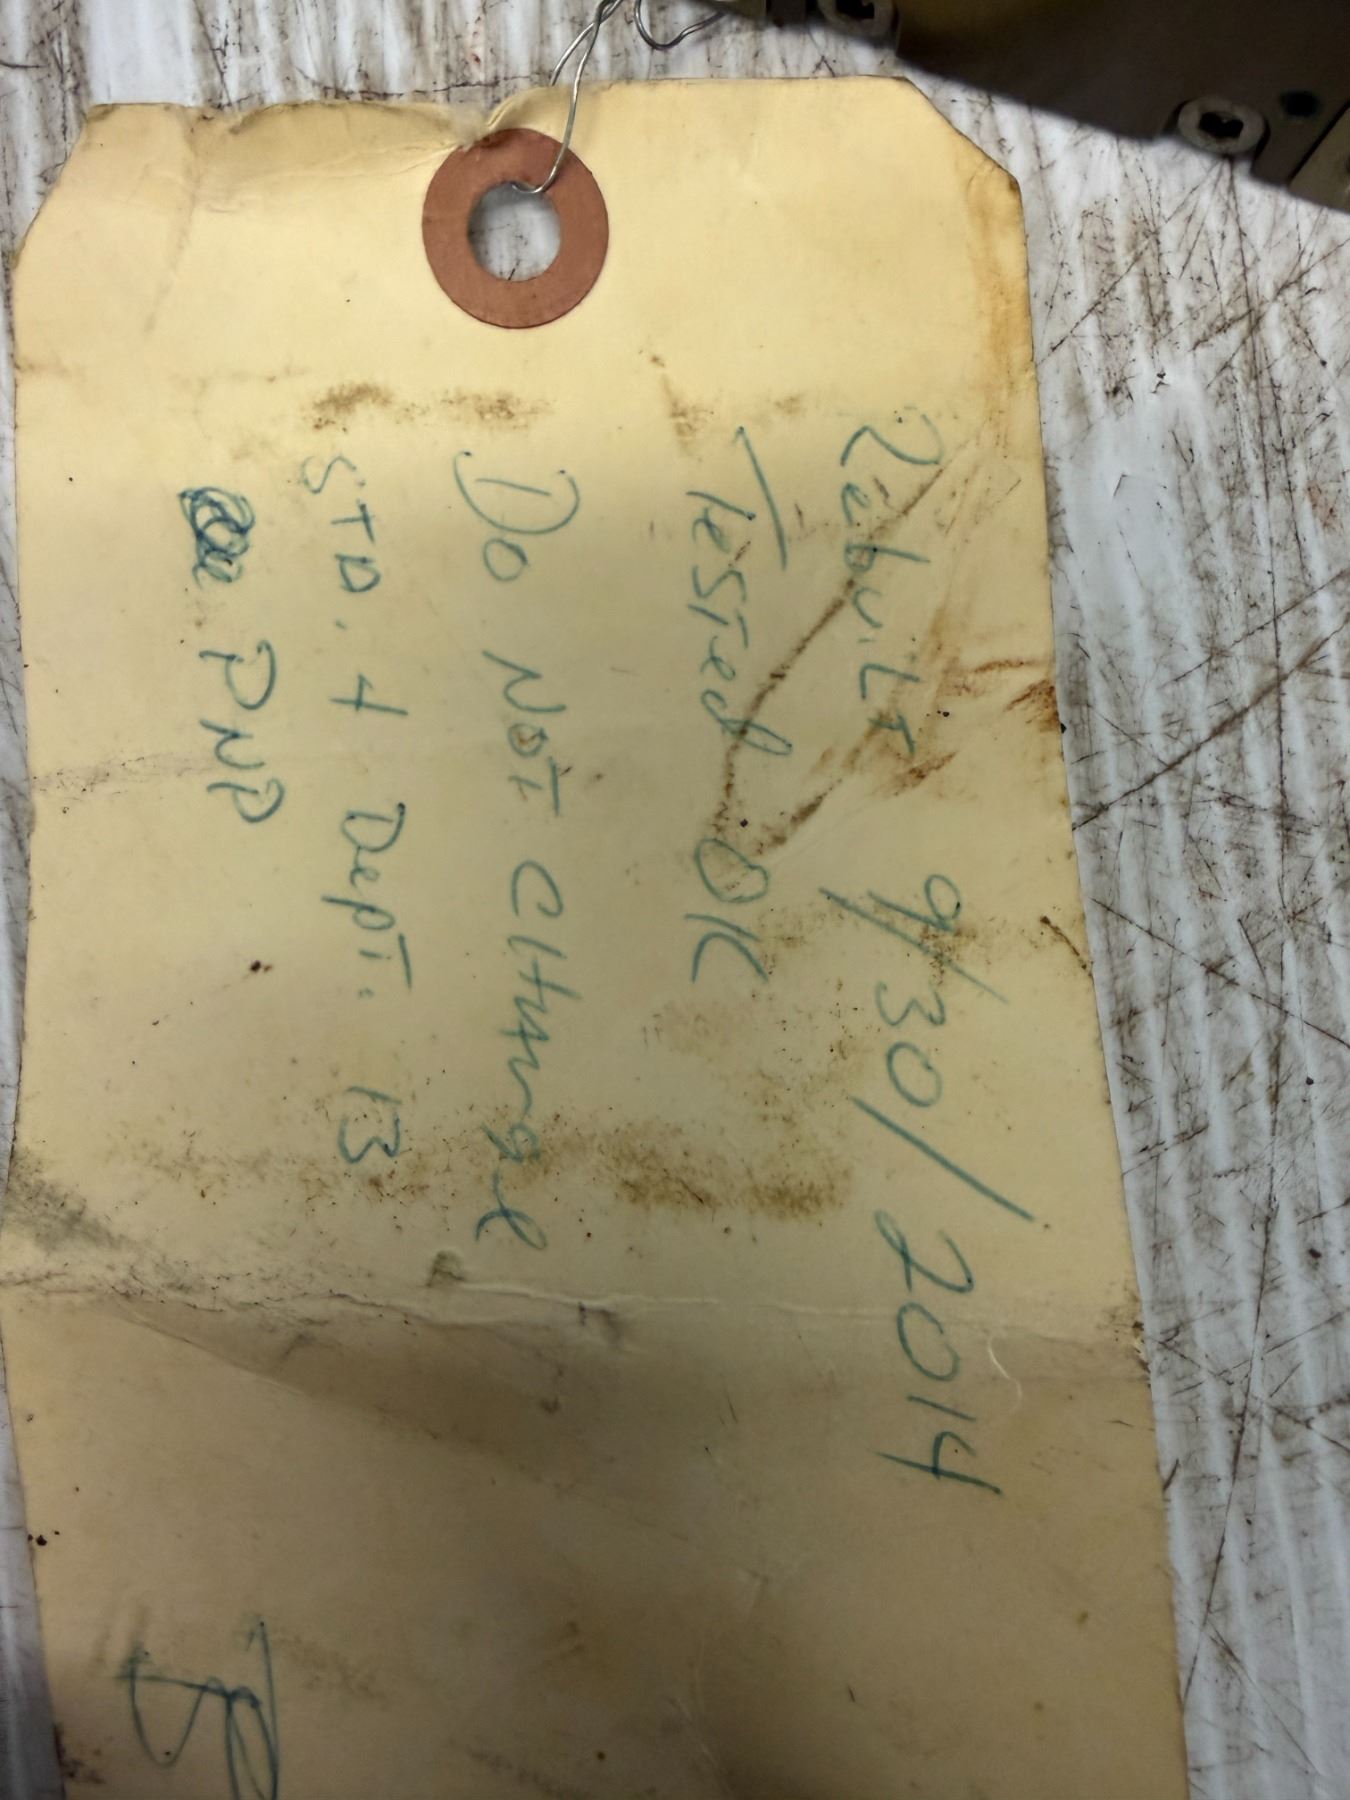 Rebuilt 9/30/2014
Tested OK
Do Not CHAnge
STD. 4 Dept. 13
PNP